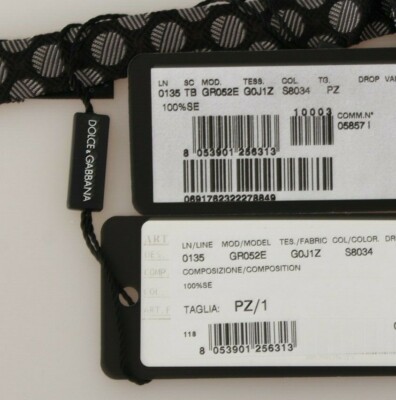 LN SC MOD. TESS. COL. TG. DROP VAR
0135 TB GR052E G0J1Z S8034 PZ
100%SE
10003
COMM.N°
05857 I
8 053901 256313
0691782322278849
DOLCE & GABBANA
LN/LINE MOD/MODEL TES./FABRIC COL/COLOR DR
0135 GR052E G0J1Z S8034
COMPOSIZIONE/COMPOSITION
100%SE
TAGLIA: PZ/1
118
8 053901 256313